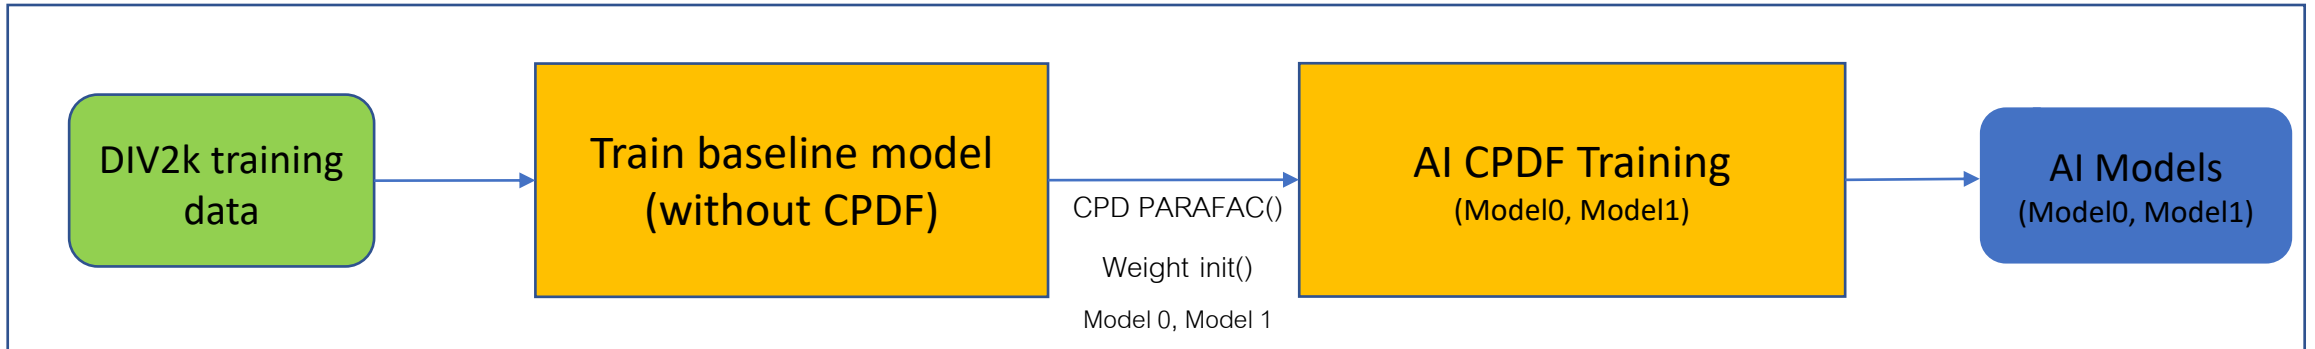 DIV2k training
data
Train baseline model
(without CPDF)
CPD PARAFAC()
Weight init()
Model 0, Model 1
AI CPDF Training
(Model0, Model1)
AI Models
(Model0, Model1)